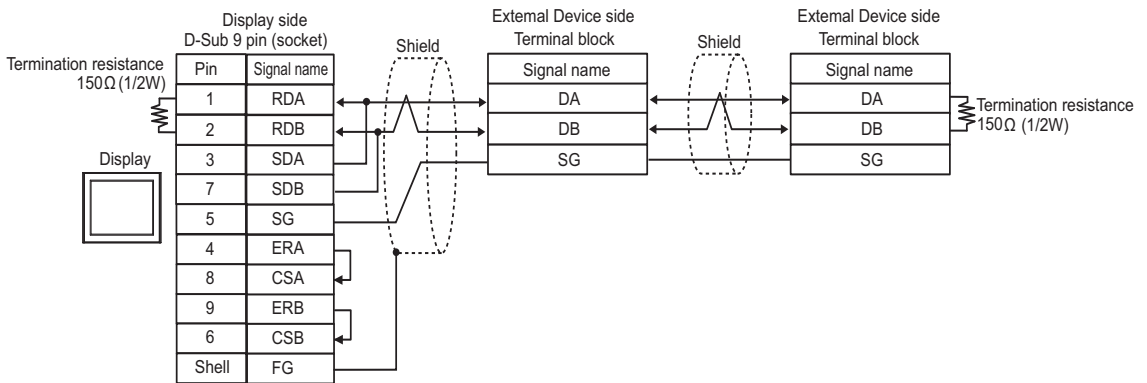 Display side
D-Sub 9 pin (socket)
Termination resistance
150Ω (1/2W)
Pin Signal name
1 RDA
2 RDB
3 SDA
7 SDB
5 SG
4 ERA
8 CSA
9 ERB
6 CSB
Shell FG
Display
Shield
External Device side
Terminal block
Signal name
DA
DB
SG
Shield
External Device side
Terminal block
Signal name
DA
DB
SG
Termination resistance
150Ω (1/2W)